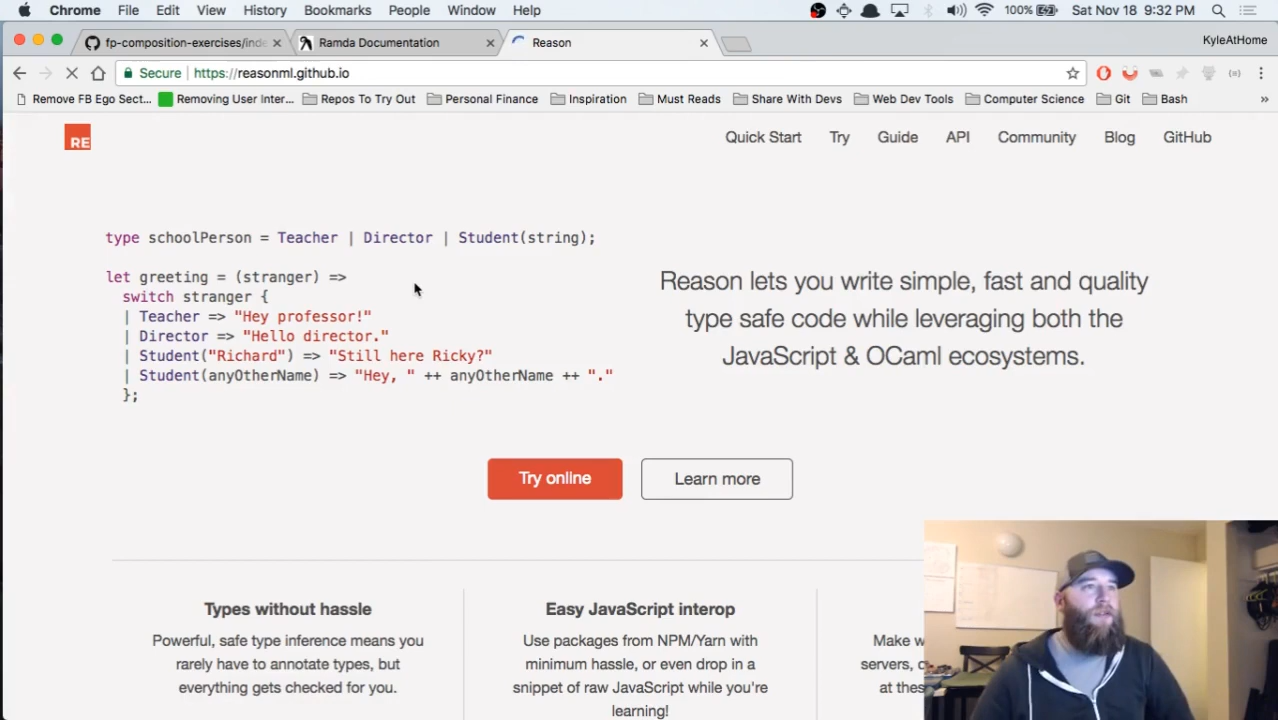 Chrome File Edit View History Bookmarks People Window Help 100% Sat Nov 18 9:32 PM
fp-composition-exercises/inde Ramda Documentation Reason KyleAtHome
Secure https://reasonml.github.io
Remove FB Ego Sect... Removing User Inter... Repos To Try Out Personal Finance Inspiration Must Reads Share With Devs Web Dev Tools Computer Science Git Bash »
RE Quick Start Try Guide API Community Blog GitHub
type schoolPerson = Teacher | Director | Student(string);
let greeting = (stranger) =>
switch stranger {
| Teacher => "Hey professor!"
| Director => "Hello director."
| Student("Richard") => "Still here Ricky?"
| Student(anyOtherName) => "Hey, " ++ anyOtherName ++ "."
};
Reason lets you write simple, fast and quality
type safe code while leveraging both the
JavaScript & OCaml ecosystems.
Try online Learn more
Types without hassle
Powerful, safe type inference means you
rarely have to annotate types, but
everything gets checked for you.
Easy JavaScript interop
Use packages from NPM/Yarn with
minimum hassle, or even drop in a
snippet of raw JavaScript while you're
learning!
Make w
servers, c
at thes